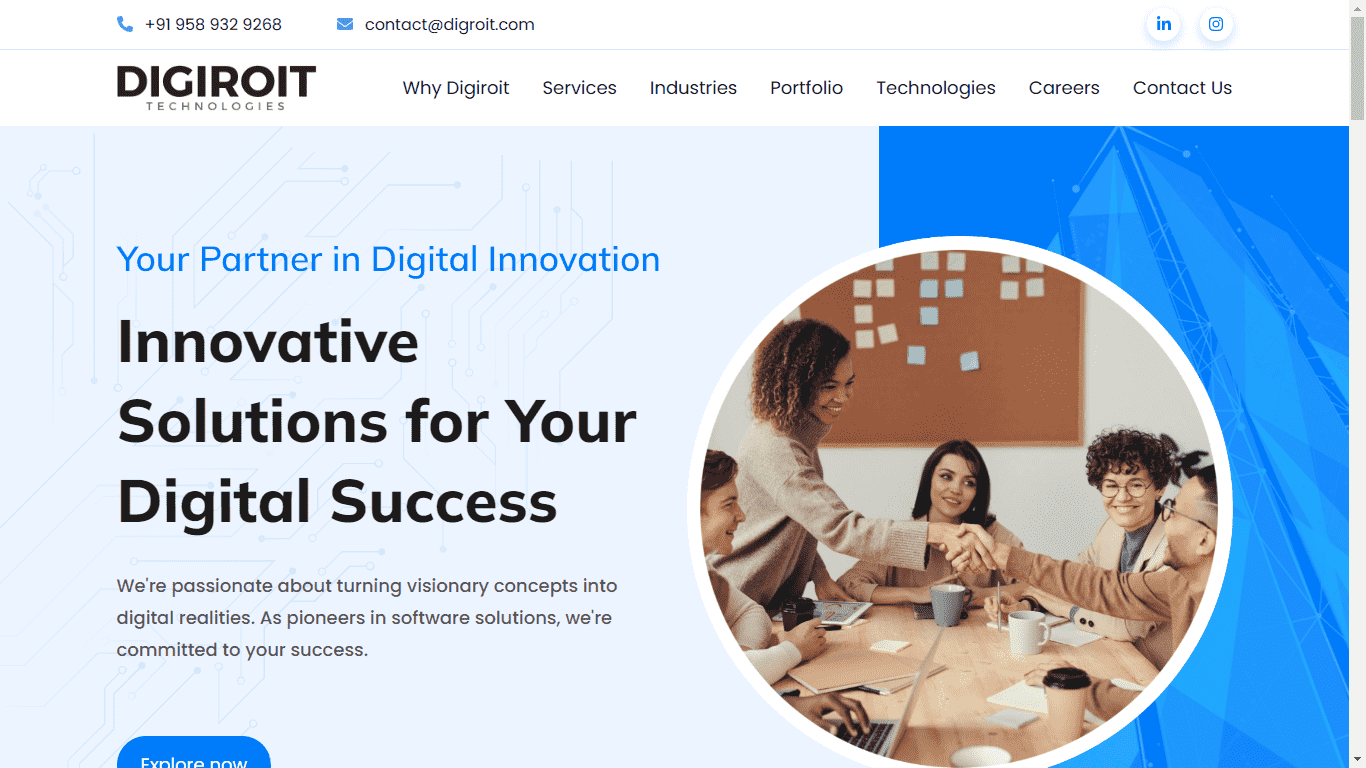 +91 958 932 9268 contact@digroit.com
DIGIROIT
TECHNOLOGIES
Why Digiroit Services Industries Portfolio Technologies Careers Contact Us
Your Partner in Digital Innovation
Innovative
Solutions for Your
Digital Success
We're passionate about turning visionary concepts into
digital realities. As pioneers in software solutions, we're
committed to your success.
Explore now